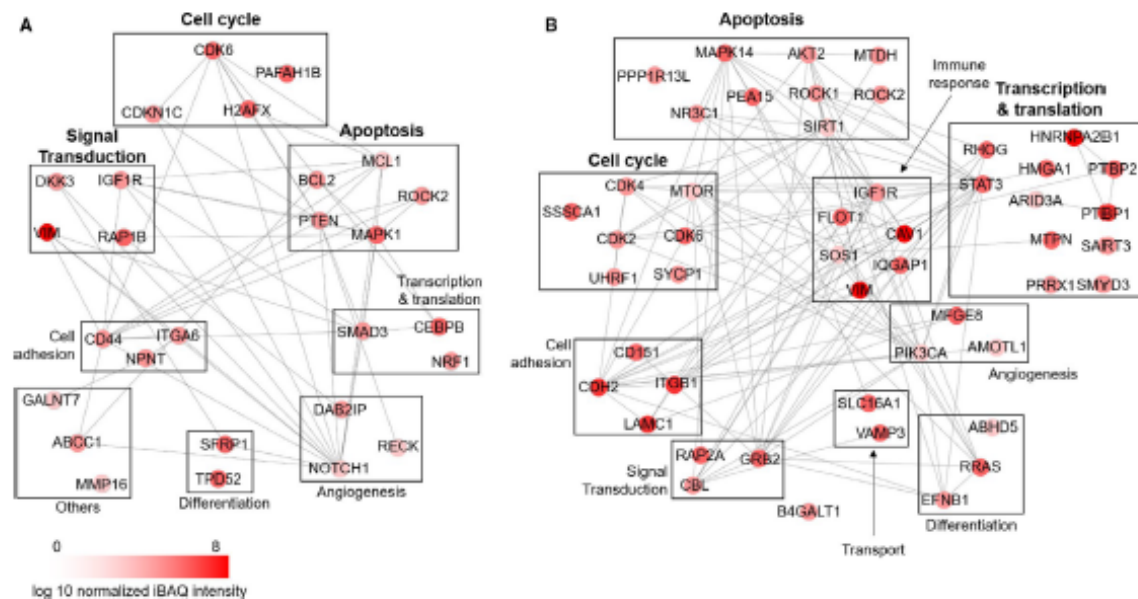 A
Cell cycle
CDK6
PAFAH1B
CDKN1C
H2AFX
Signal
Transduction
DKK3
IGF1R
VIM
RAP1B
Apoptosis
MCL1
BCL2
ROCK2
PTEN
MAPK1
Transcription
& translation
SMAD3
CEBPB
NRF1
Cell
adhesion
CD44
ITGA6
NPNT
GALNT7
ABCC1
MMP16
Others
SFRP1
TPD52
Differentiation
DAB2IP
RECK
NOTCH1
Angiogenesis
0
8
log 10 normalized iBAQ intensity
B
Apoptosis
MAPK14
AKT2
MTDH
PPP1R13L
PEA15
ROCK1
ROCK2
NR3C1
SIRT1
Immune
response
Transcription
& translation
HNRNPA2B1
RHOG
HMGA1
PTBP2
STAT3
ARID3A
PTBP1
MTPN
SAIRT3
PRRX1
SMYD3
Cell cycle
CDK4
MTOR
SSSCA1
CDK2
CDK6
UHRF1
SYCP1
IGF1R
FLOT1
CAV1
SOS1
IQGAP1
VIM
MFGE8
PIK3CA
AMOTL1
Angiogenesis
Cell
adhesion
CD151
CDH2
ITGB1
LAMC1
SLC16A1
VAMP3
Transport
ABHD5
RRAS
EFNB1
Differentiation
Signal
Transduction
RAP2A
GRB2
CBL
B4GALT1